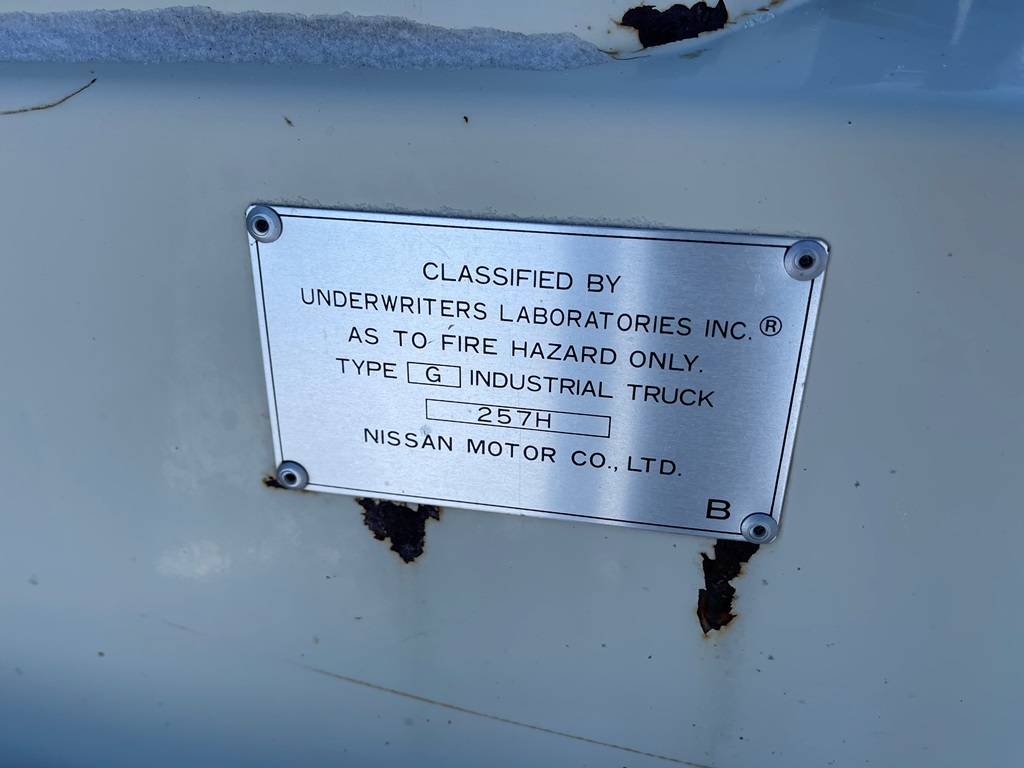 CLASSIFIED BY
UNDERWRITERS LABORATORIES INC.®
AS TO FIRE HAZARD ONLY.
TYPE G INDUSTRIAL TRUCK
257H
NISSAN MOTOR CO., LTD.
B